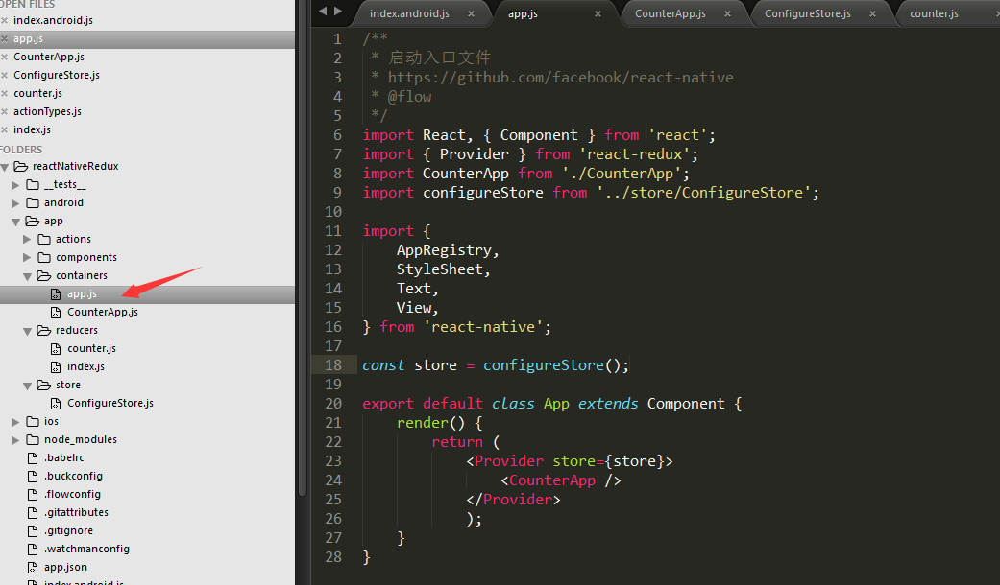 OPEN FILES
index.android.js
app.js
CounterApp.js
ConfigureStore.js
counter.js
actionTypes.js
index.js
FOLDERS
reactNativeRedux
__tests__
android
app
actions
components
containers
app.js
CounterApp.js
reducers
counter.js
index.js
store
ConfigureStore.js
ios
node_modules
.babelrc
.buckconfig
.flowconfig
.gitattributes
.gitignore
.watchmanconfig
app.json
index.android.js
index.android.js × app.js × CounterApp.js × ConfigureStore.js × counter.js
1 /**
2 * 启动入口文件
3 * https://github.com/facebook/react-native
4 * @flow
5 */
6 import React, { Component } from 'react';
7 import { Provider } from 'react-redux';
8 import CounterApp from './CounterApp';
9 import configureStore from '../store/ConfigureStore';
10
11 import {
12 AppRegistry,
13 StyleSheet,
14 Text,
15 View,
16 } from 'react-native';
17
18 const store = configureStore();
19
20 export default class App extends Component {
21 render() {
22 return (
23 <Provider store={store}>
24 <CounterApp />
25 </Provider>
26 );
27 }
28 }